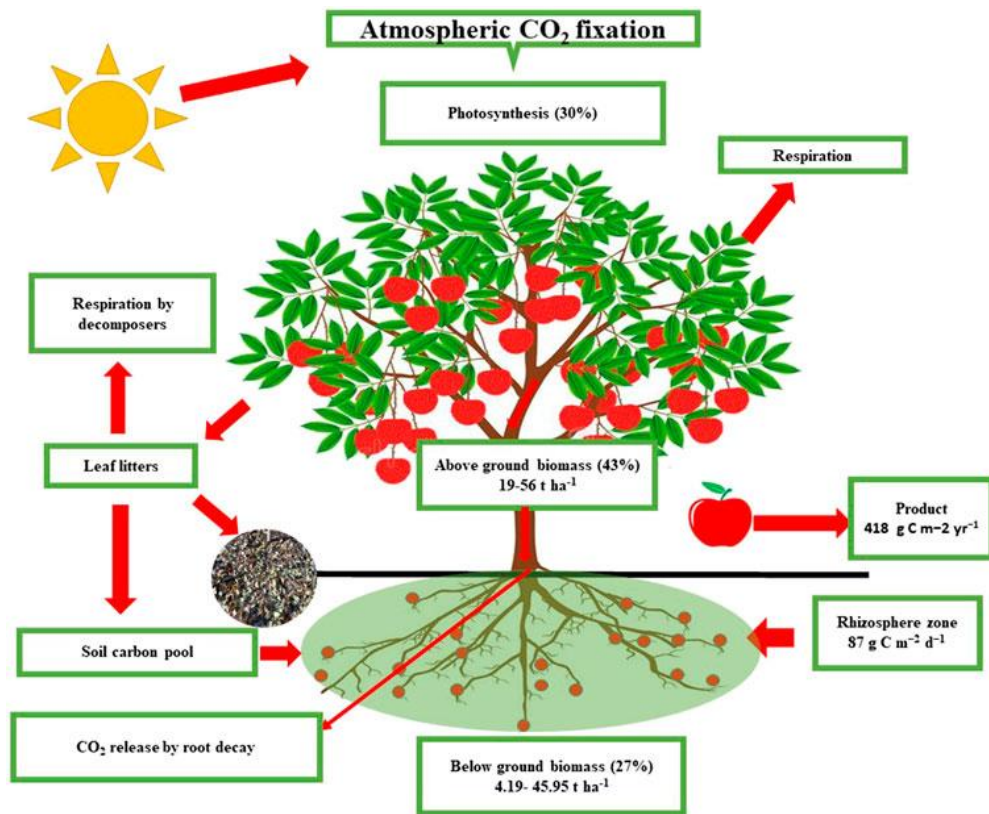 Atmospheric CO₂ fixation
Photosynthesis (30%)
Respiration
Respiration by
decomposers
Leaf litters
Above ground biomass (43%)
19-56 t ha⁻¹
Product
418 g C m−2 yr⁻¹
Soil carbon pool
Rhizosphere zone
87 g C m⁻² d⁻¹
CO₂ release by root decay
Below ground biomass (27%)
4.19- 45.95 t ha⁻¹